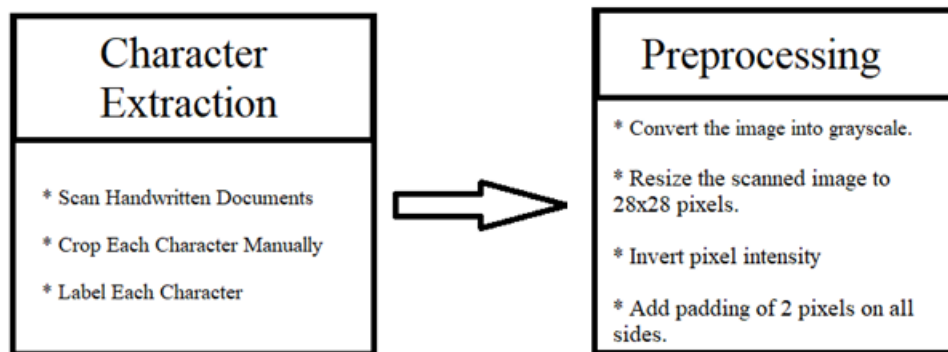 Character
Extraction
* Scan Handwritten Documents
* Crop Each Character Manually
* Label Each Character
Preprocessing
* Convert the image into grayscale.
* Resize the scanned image to
28x28 pixels.
* Invert pixel intensity
* Add padding of 2 pixels on all
sides.